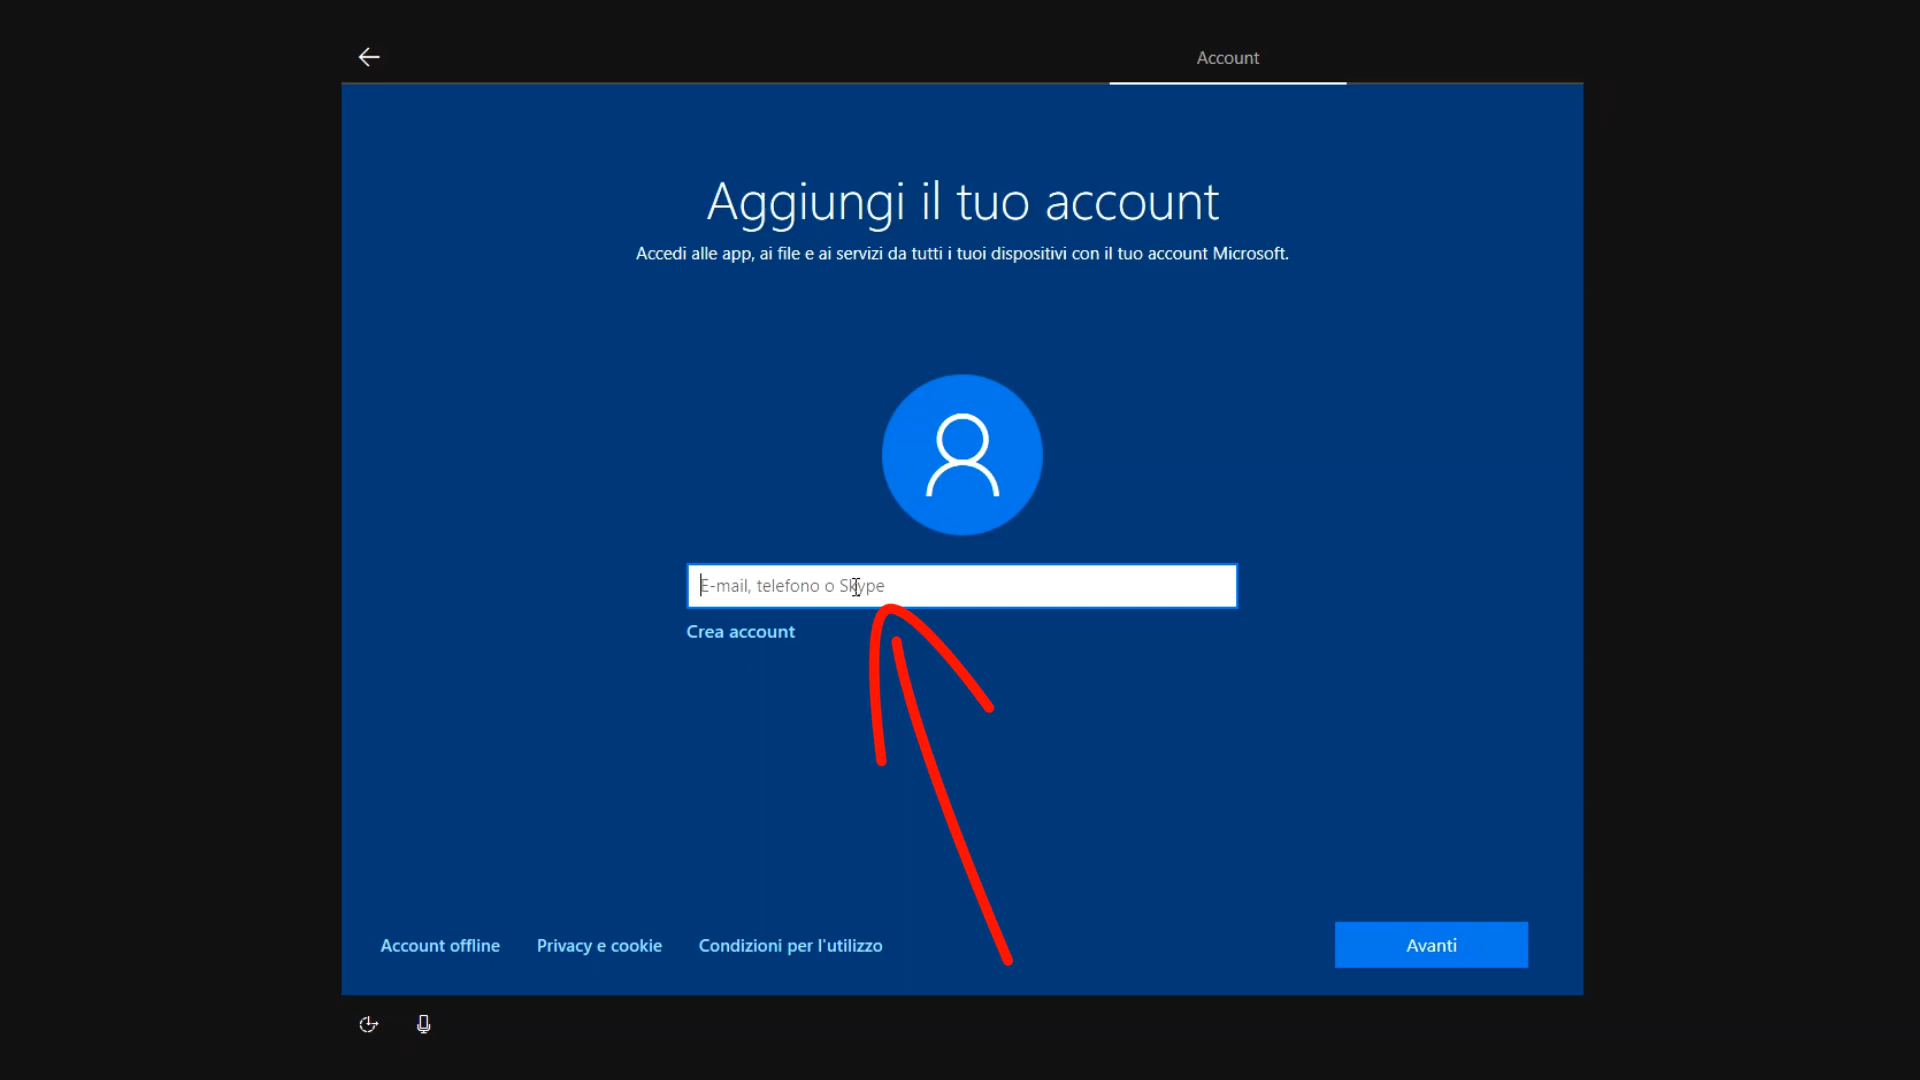 Account
Aggiungi il tuo account
Accedi alle app, ai file e ai servizi da tutti i tuoi dispositivi con il tuo account Microsoft.
E-mail, telefono o Skype
Crea account
Account offline
Privacy e cookie
Condizioni per l'utilizzo
Avanti